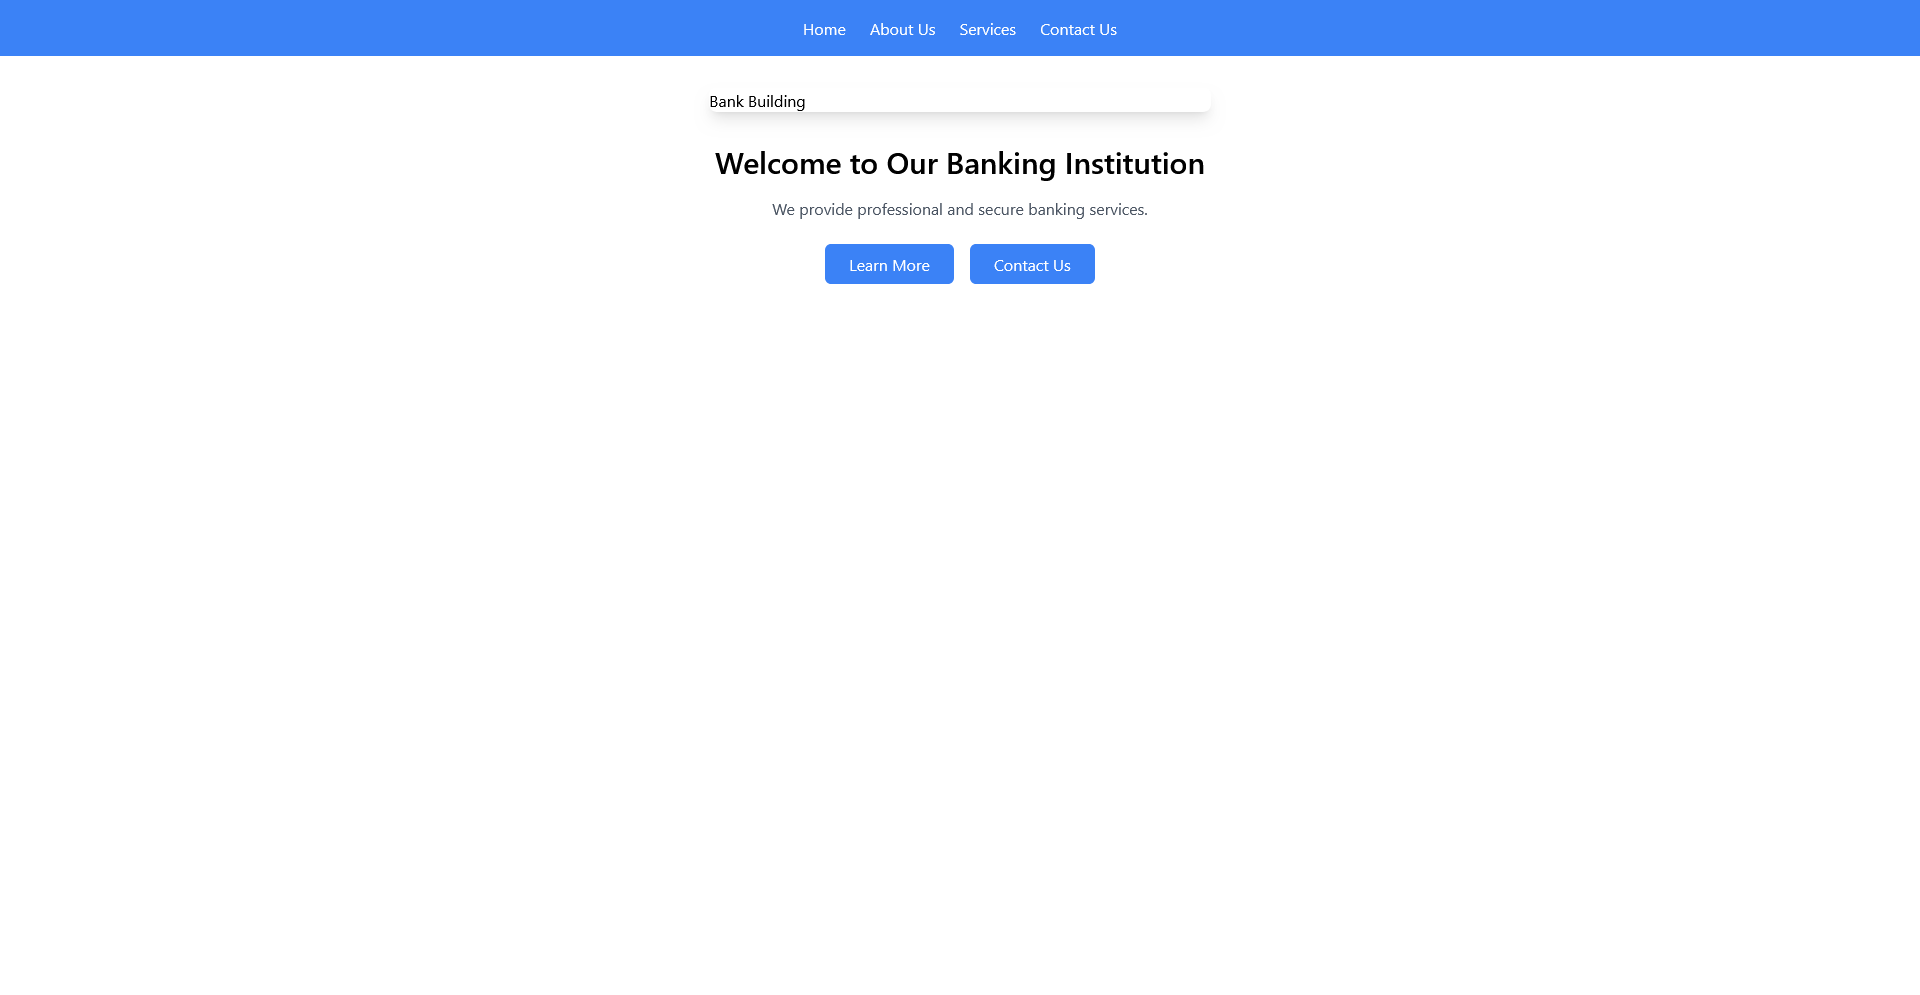 Home About Us Services Contact Us
Bank Building
Welcome to Our Banking Institution
We provide professional and secure banking services.
Learn More Contact Us